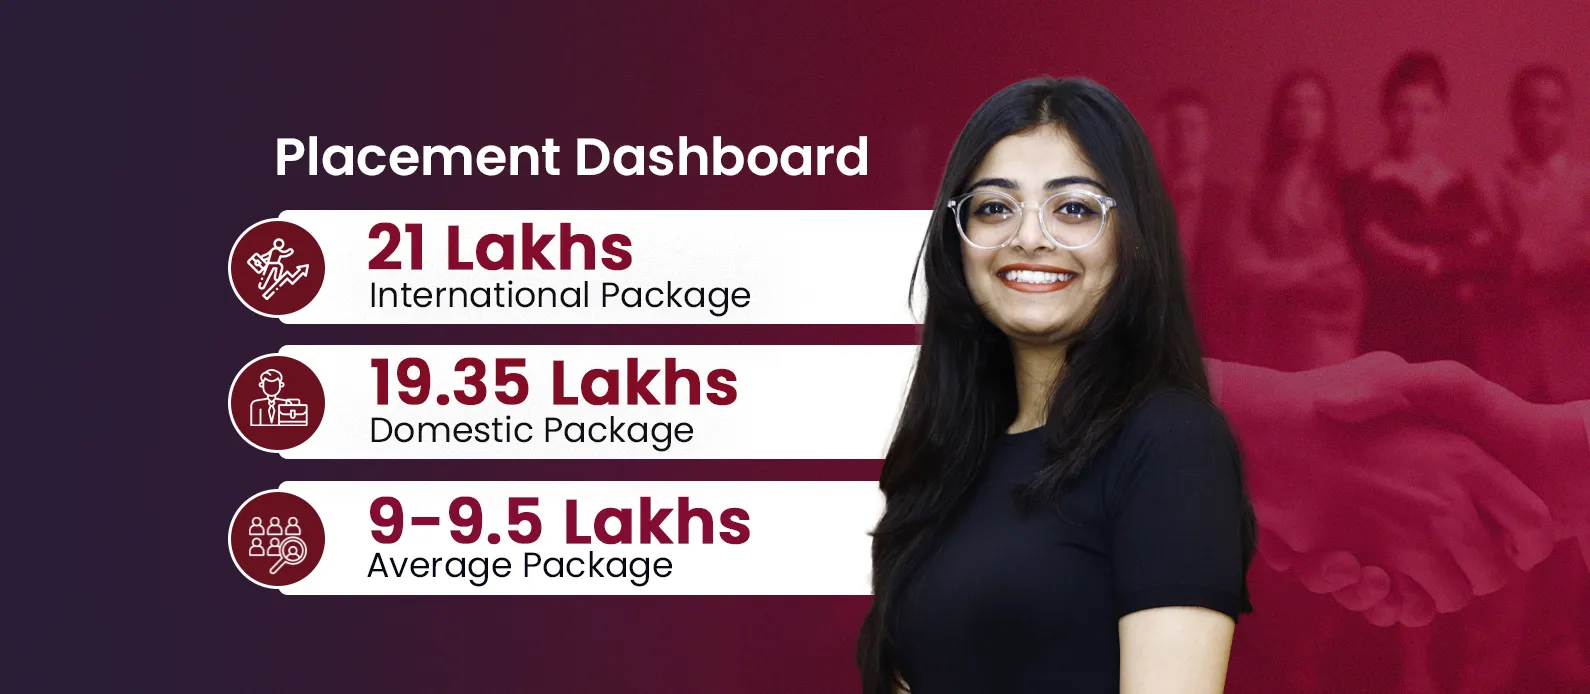 Placement Dashboard
21 Lakhs
International Package
19.35 Lakhs
Domestic Package
9-9.5 Lakhs
Average Package